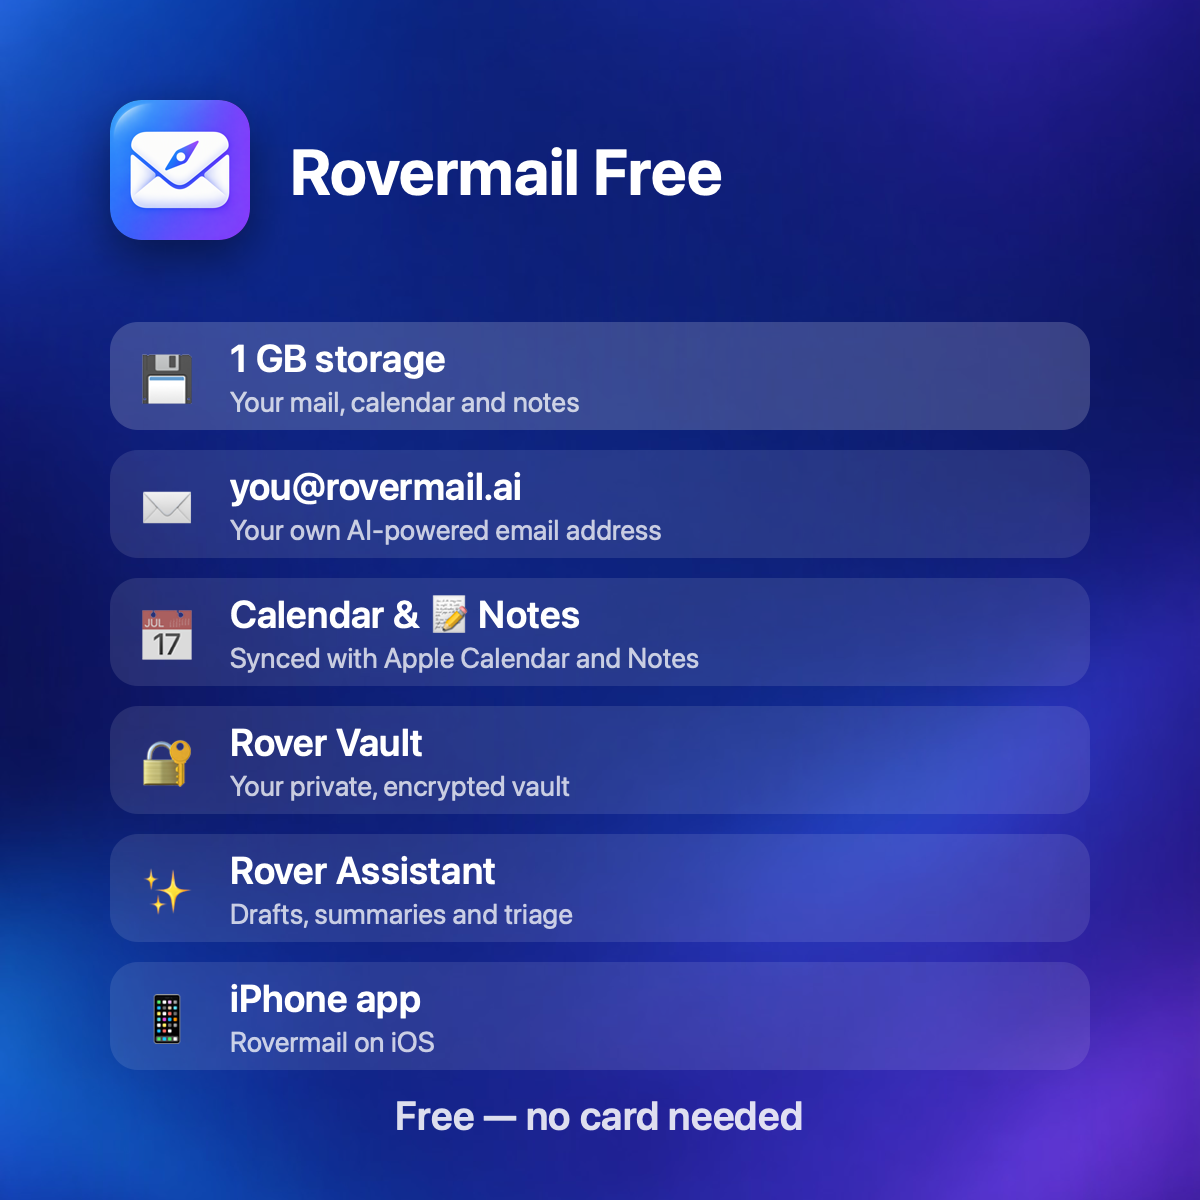 Rovermail Free
1 GB storage
Your mail, calendar and notes
you@rovermail.ai
Your own AI-powered email address
JUL
17
Calendar & 📝 Notes
Synced with Apple Calendar and Notes
Rover Vault
Your private, encrypted vault
Rover Assistant
Drafts, summaries and triage
iPhone app
Rovermail on iOS
Free — no card needed